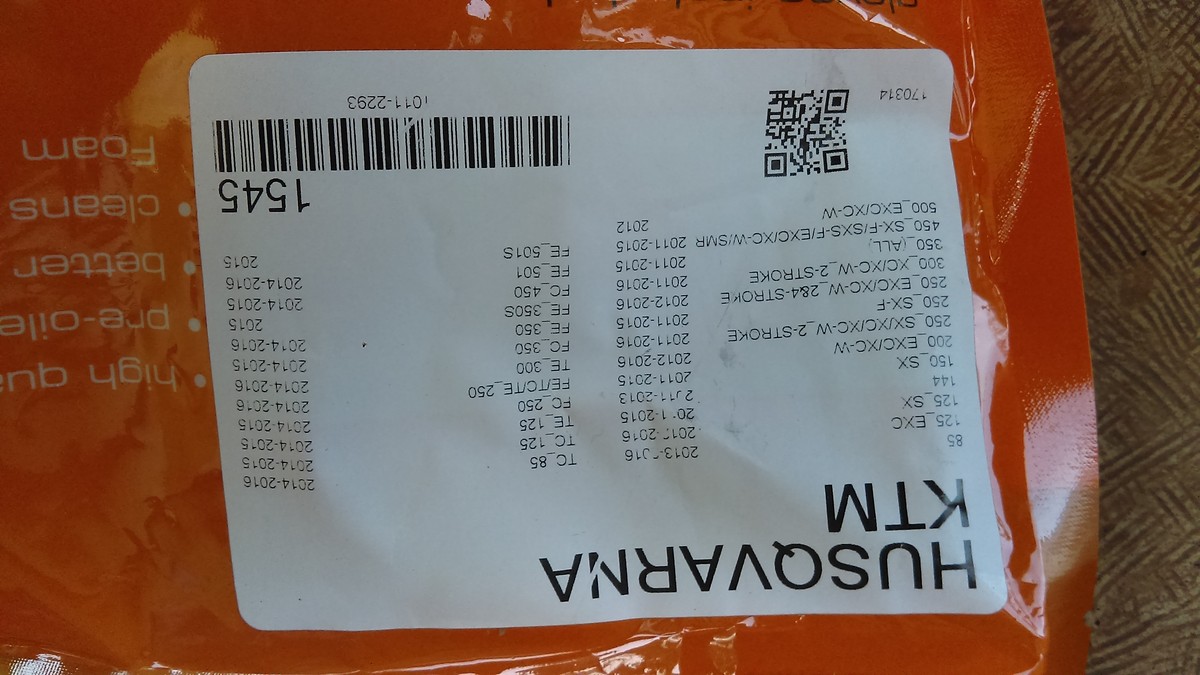 HUSQVARNA
KTM
85 2013-2016 TC_85 2014-2016
125_EXC TC_125 2014-2015
125_SX 2011-2015 TE_125 2014-2015
144 2011-2013 FC_250 2014-2015
150_SX 2011-2015 FE/TC/TE_250 2014-2016
200_EXC/XC-W 2012-2016 TE_300 2014-2016
250_SX/XC/XC-W_2-STROKE 2011-2016 FC_350 2014-2015
250_SX-F 2011-2015 FE_350 2014-2016
250_EXC/XC-W_2&4-STROKE 2012-2016 FE_350S 2015
300_XC/XC-W_2-STROKE 2011-2016 FC_450 2014-2015
350_(ALL) 2011-2015 FE_501 2014-2016
450_SX-F/SXS-F/EXC/XC-W/SMR 2011-2015 FE_501S 2015
500_EXC/XC-W 2012
1545
011-2293
170314
• high qua
• pre-oile
• better
• cleans
Foam